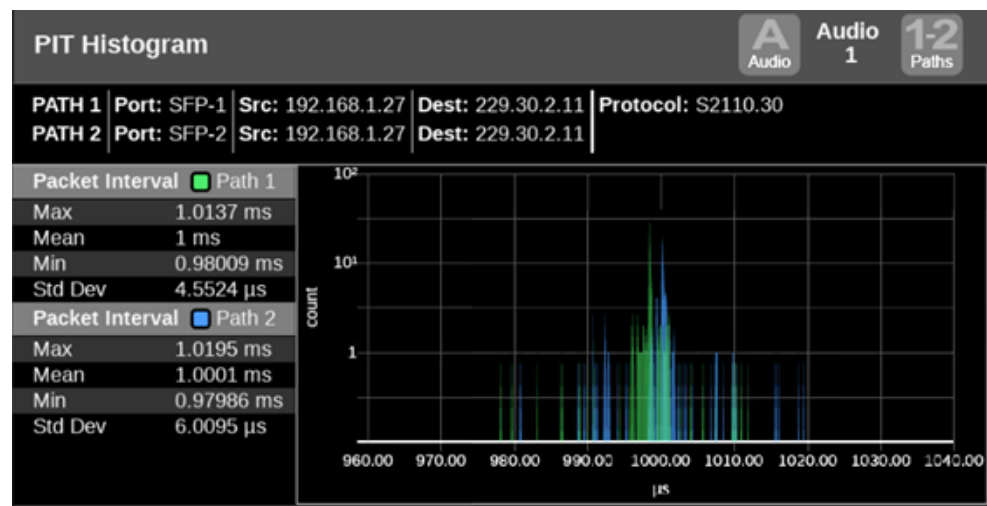 PIT Histogram
A
Audio
Audio
1
1-2
Paths
PATH 1 Port: SFP-1 Src: 192.168.1.27 Dest: 229.30.2.11 Protocol: S2110.30
PATH 2 Port: SFP-2 Src: 192.168.1.27 Dest: 229.30.2.11
Packet Interval Path 1
Max 1.0137 ms
Mean 1 ms
Min 0.98009 ms
Std Dev 4.5524 µs
Packet Interval Path 2
Max 1.0195 ms
Mean 1.0001 ms
Min 0.97986 ms
Std Dev 6.0095 µs
10²
10¹
1
count
960.00 970.00 980.00 990.00 1000.00 1010.00 1020.00 1030.00 1040.00
µs